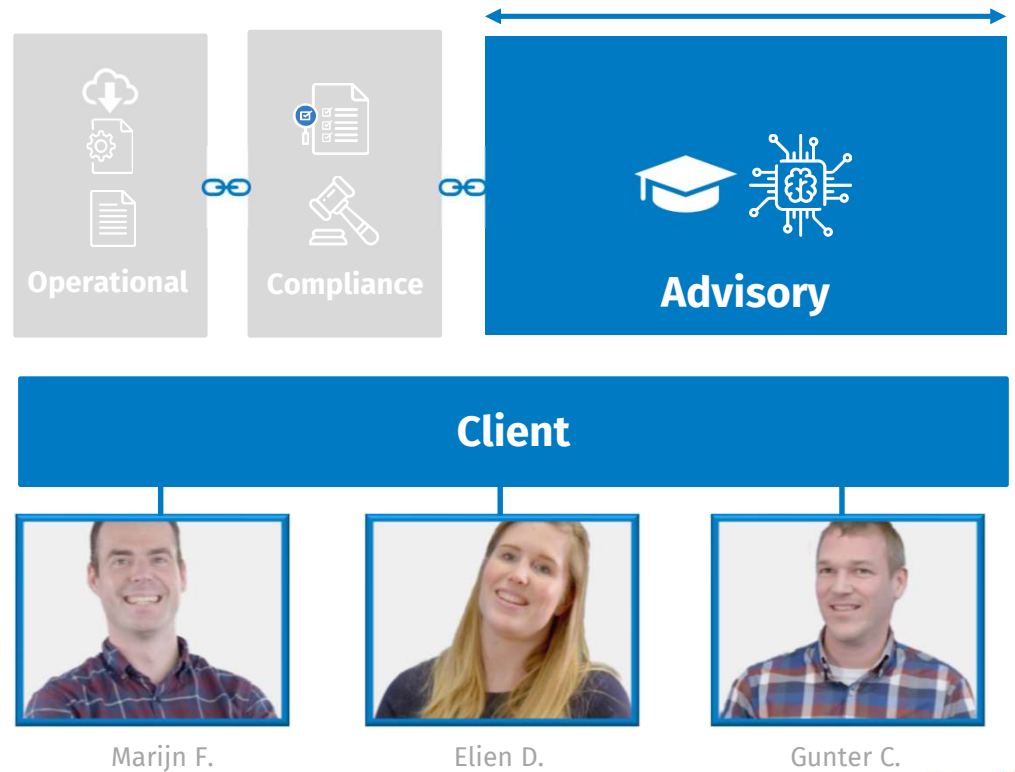 Operational
Compliance
Advisory
Client
Marijn F.
Elien D.
Gunter C.